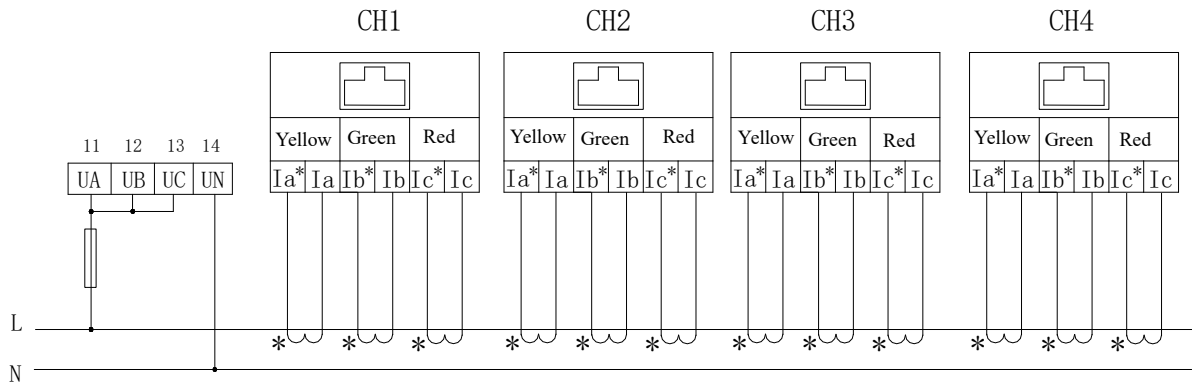 CH1 CH2 CH3 CH4
Yellow Green Red Yellow Green Red Yellow Green Red Yellow Green Red
11 12 13 14
UA UB UC UN
Ia* Ia Ib* Ib Ic* Ic Ia* Ia Ib* Ib Ic* Ic Ia* Ia Ib* Ib Ic* Ic Ia* Ia Ib* Ib Ic* Ic
L
* * * * * * * * * * * *
N